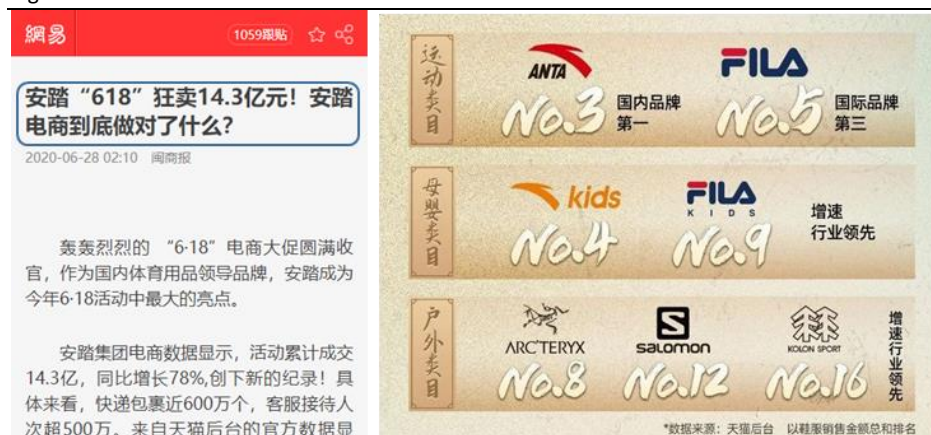 網易
1059跟贴
安踏“618”狂卖14.3亿元！安踏
电商到底做对了什么？
2020-06-28 02:10 闽商报
轰轰烈烈的 “6·18” 电商大促圆满收
官，作为国内体育用品领导品牌，安踏成为
今年6·18活动中最大的亮点。
安踏集团电商数据显示，活动累计成交
14.3亿，同比增长78%,创下新的纪录！具
体来看，快递包裹近600万个，客服接待人
次超500万。来自天猫后台的官方数据显
运动类目
ANTA
No.3
国内品牌
第一
FILA
No.5
国际品牌
第三
母婴类目
kids
No.4
FILA
KIDS
No.9
增速
行业领先
户外类目
ARC'TERYX
No.8
S
SALOMON
No.12
KOLON SPORT
No.16
增速行业领先
*数据来源：天猫后台 以鞋服销售金额总和排名